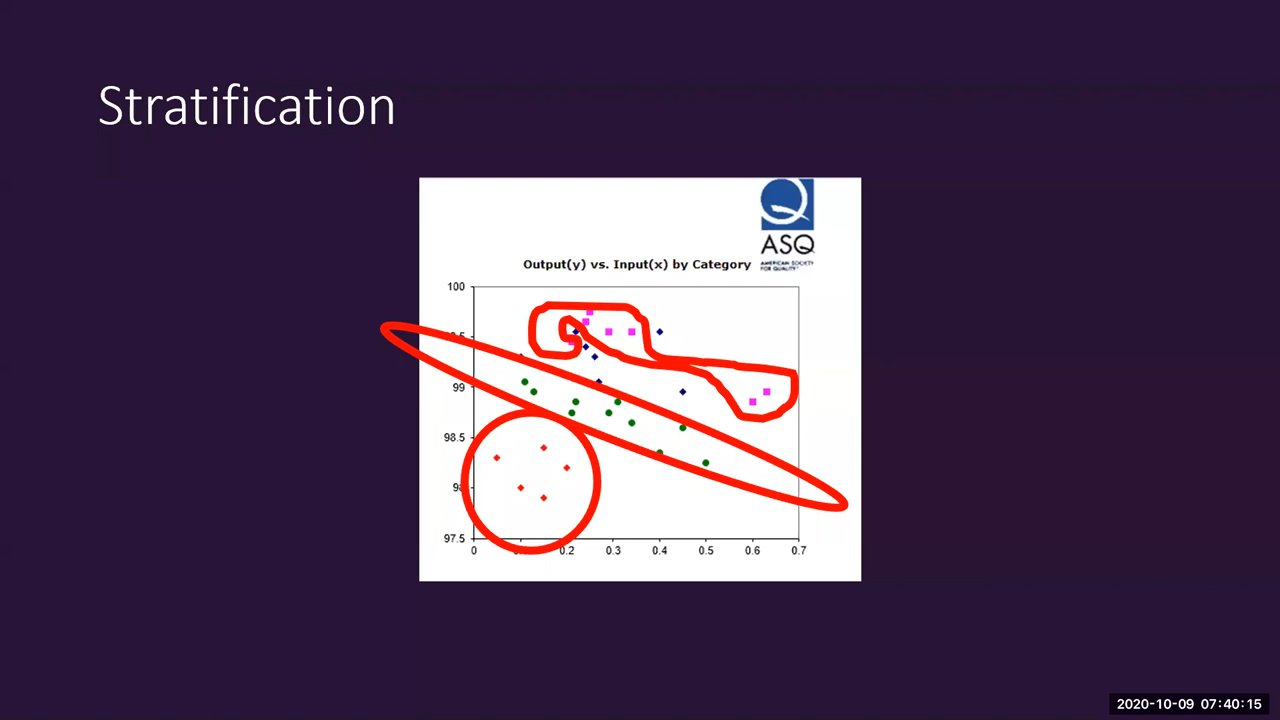 Stratification
ASQ
AMERICAN SOCIETY
FOR QUALITY
Output(y) vs. Input(x) by Category
100
99
98.5
97.5
0
0.2
0.3
0.4
0.5
0.6
0.7
2020-10-09 07:40:15